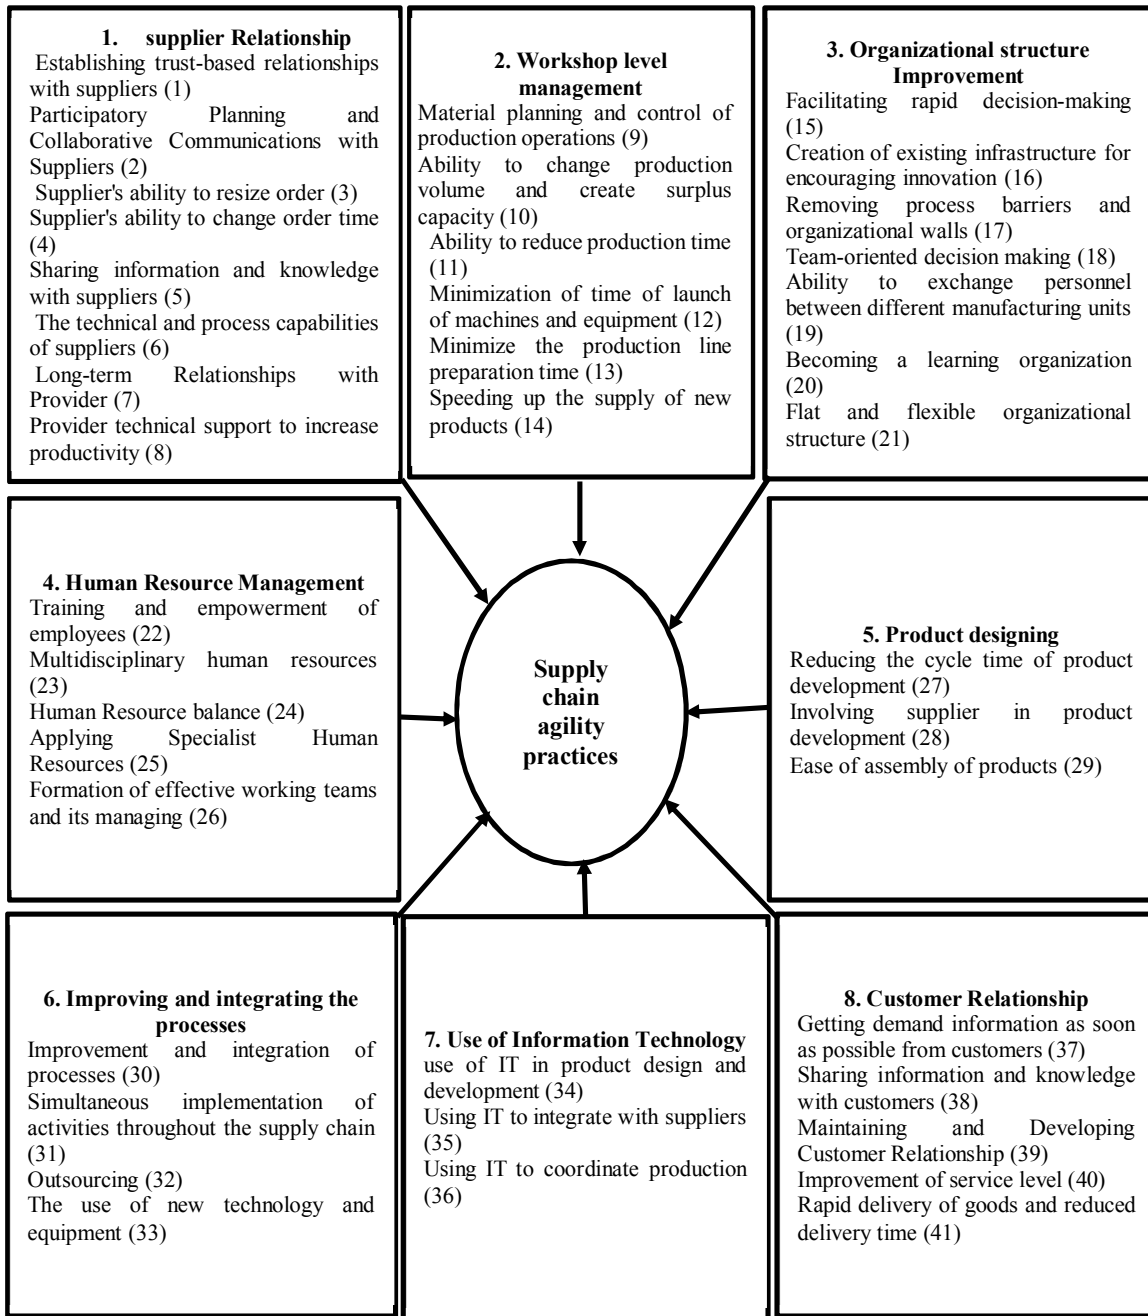 1. supplier Relationship
Establishing trust-based relationships
with suppliers (1)
Participatory Planning and
Collaborative Communications with
Suppliers (2)
Supplier's ability to resize order (3)
Supplier's ability to change order time
(4)
Sharing information and knowledge
with suppliers (5)
The technical and process capabilities
of suppliers (6)
Long-term Relationships with
Provider (7)
Provider technical support to increase
productivity (8)
2. Workshop level
management
Material planning and control of
production operations (9)
Ability to change production
volume and create surplus
capacity (10)
Ability to reduce production time
(11)
Minimization of time of launch
of machines and equipment (12)
Minimize the production line
preparation time (13)
Speeding up the supply of new
products (14)
3. Organizational structure
Improvement
Facilitating rapid decision-making
(15)
Creation of existing infrastructure for
encouraging innovation (16)
Removing process barriers and
organizational walls (17)
Team-oriented decision making (18)
Ability to exchange personnel
between different manufacturing units
(19)
Becoming a learning organization
(20)
Flat and flexible organizational
structure (21)
4. Human Resource Management
Training and empowerment of
employees (22)
Multidisciplinary human resources
(23)
Human Resource balance (24)
Applying Specialist Human
Resources (25)
Formation of effective working teams
and its managing (26)
Supply
chain
agility
practices
5. Product designing
Reducing the cycle time of product
development (27)
Involving supplier in product
development (28)
Ease of assembly of products (29)
6. Improving and integrating the
processes
Improvement and integration of
processes (30)
Simultaneous implementation of
activities throughout the supply chain
(31)
Outsourcing (32)
The use of new technology and
equipment (33)
7. Use of Information Technology
use of IT in product design and
development (34)
Using IT to integrate with suppliers
(35)
Using IT to coordinate production
(36)
8. Customer Relationship
Getting demand information as soon
as possible from customers (37)
Sharing information and knowledge
with customers (38)
Maintaining and Developing
Customer Relationship (39)
Improvement of service level (40)
Rapid delivery of goods and reduced
delivery time (41)